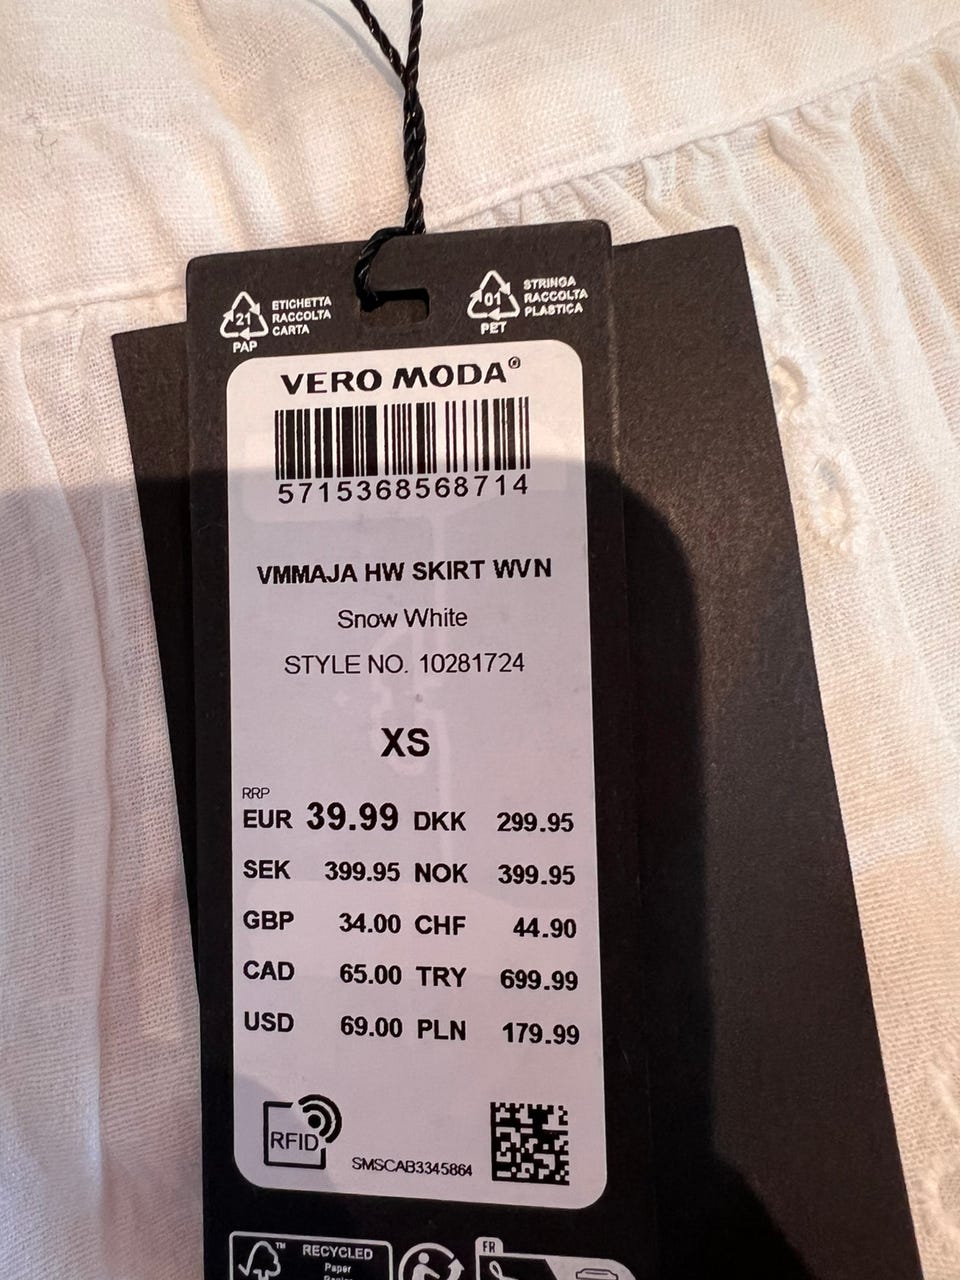 21
PAP
ETICHETTA
RACCOLTA
CARTA
01
PET
STRINGA
RACCOLTA
PLASTICA
VERO MODA®
5715368568714
VMMAJA HW SKIRT WVN
Snow White
STYLE NO. 10281724
XS
RRP
EUR 39.99 DKK 299.95
SEK 399.95 NOK 399.95
GBP 34.00 CHF 44.90
CAD 65.00 TRY 699.99
USD 69.00 PLN 179.99
RFID
SMSCAB3345864
™
RECYCLED
Paper
FR